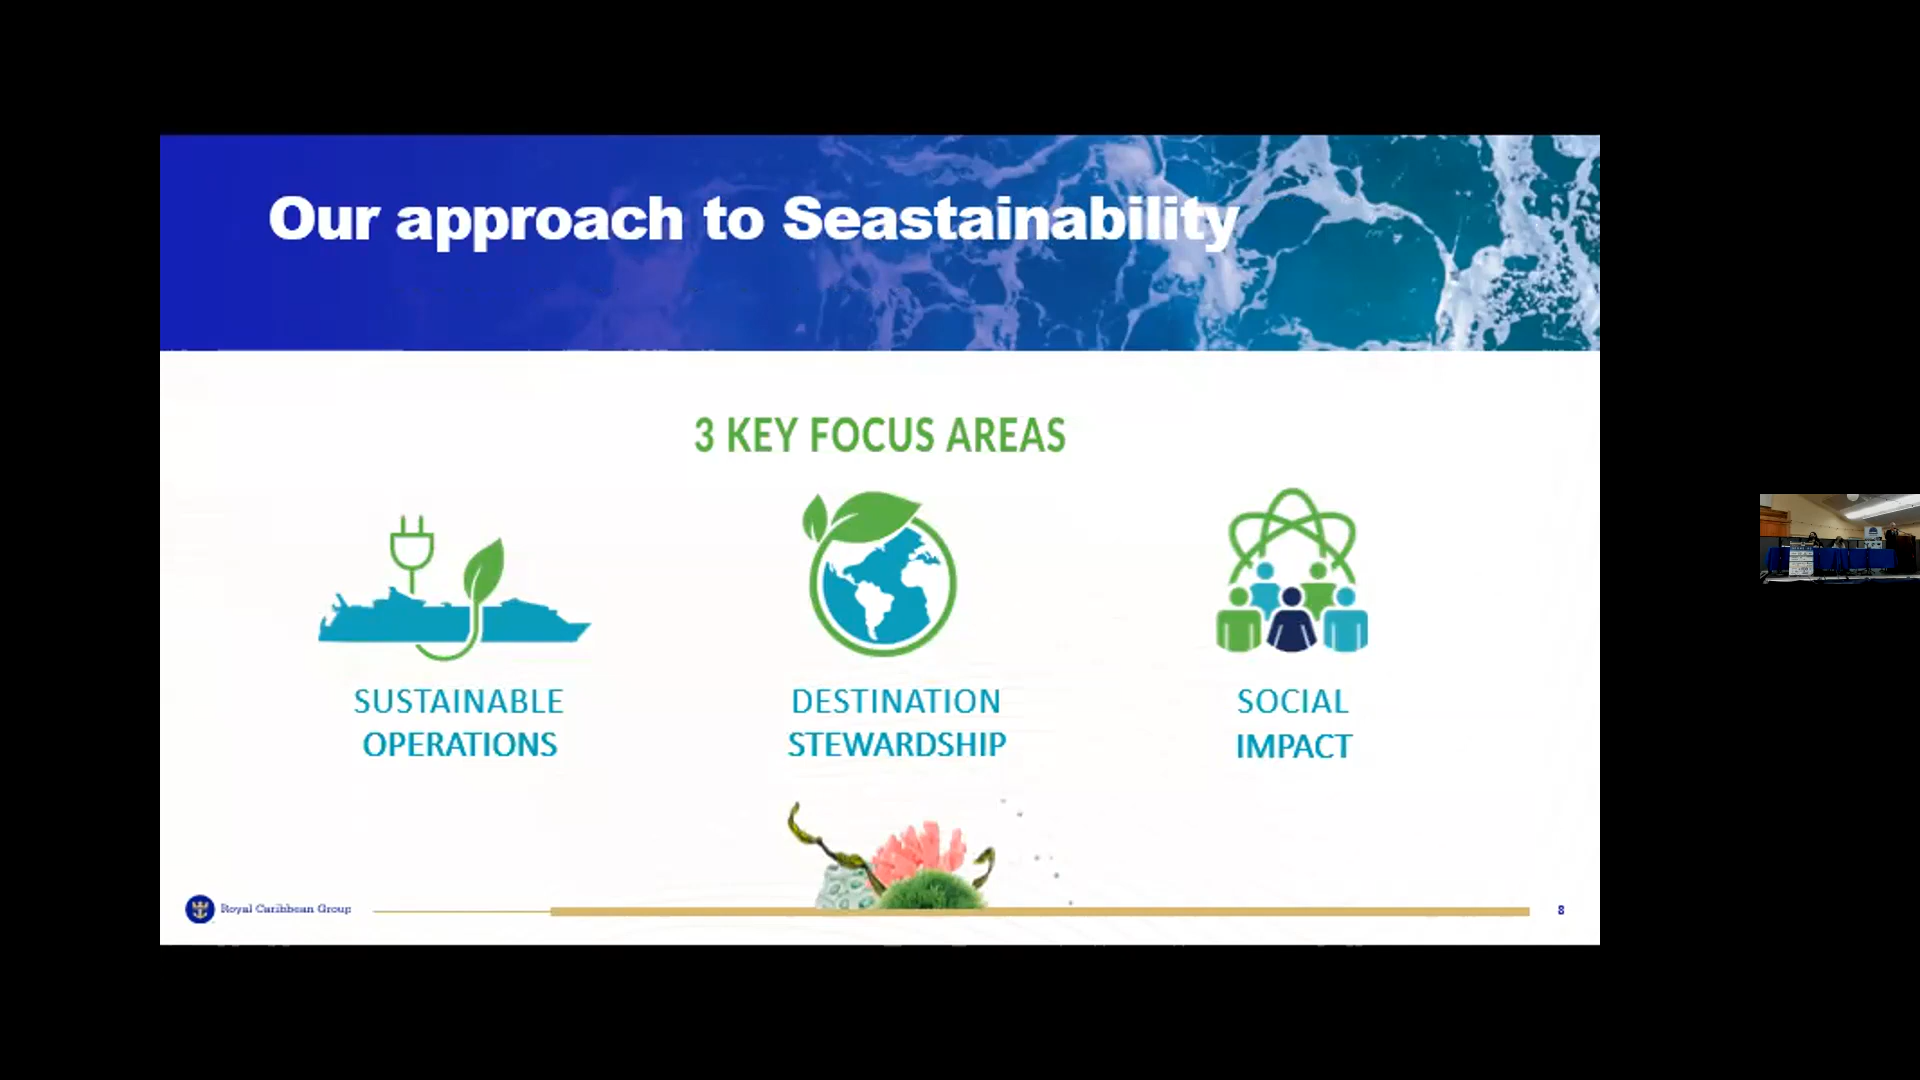 Our approach to Seastainability
3 KEY FOCUS AREAS
SUSTAINABLE
OPERATIONS
DESTINATION
STEWARDSHIP
SOCIAL
IMPACT
Royal Caribbean Group
8